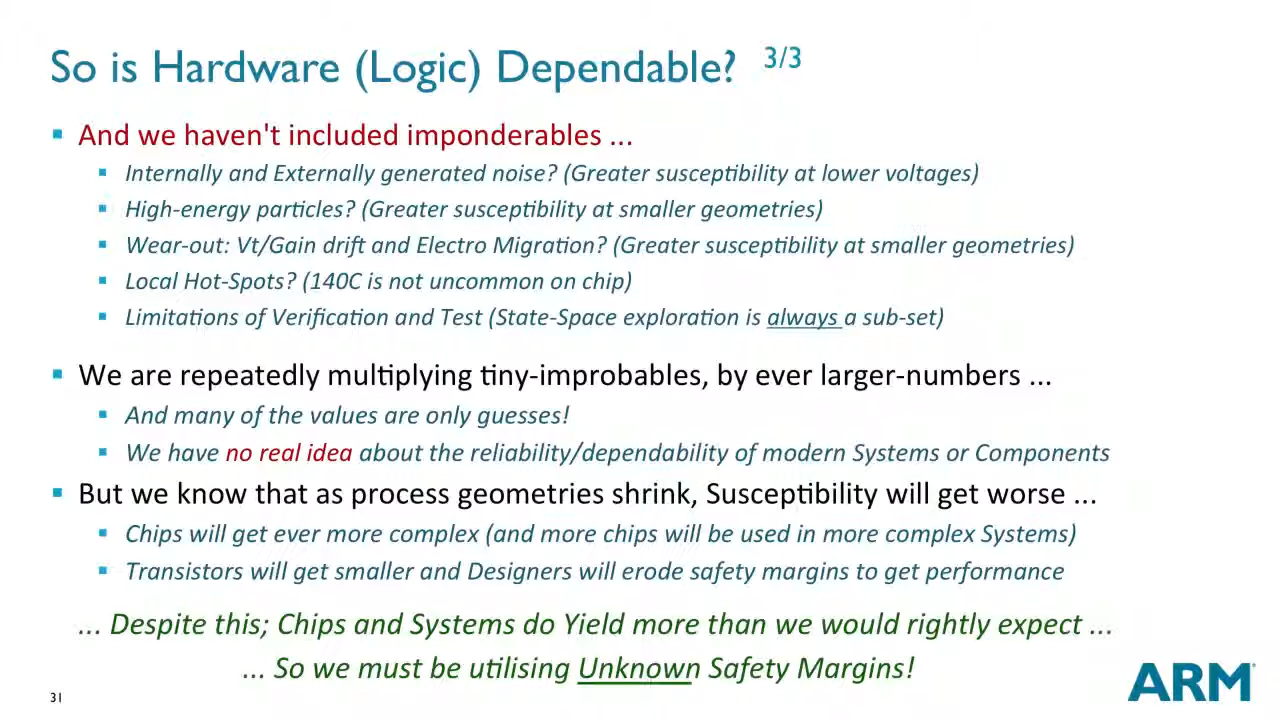 So is Hardware (Logic) Dependable? 3/3
And we haven't included imponderables ...
Internally and Externally generated noise? (Greater susceptibility at lower voltages)
High-energy particles? (Greater susceptibility at smaller geometries)
Wear-out: Vt/Gain drift and Electro Migration? (Greater susceptibility at smaller geometries)
Local Hot-Spots? (140C is not uncommon on chip)
Limitations of Verification and Test (State-Space exploration is always a sub-set)
We are repeatedly multiplying tiny-improbables, by ever larger-numbers ...
And many of the values are only guesses!
We have no real idea about the reliability/dependability of modern Systems or Components
But we know that as process geometries shrink, Susceptibility will get worse ...
Chips will get ever more complex (and more chips will be used in more complex Systems)
Transistors will get smaller and Designers will erode safety margins to get performance
... Despite this; Chips and Systems do Yield more than we would rightly expect ...
... So we must be utilising Unknown Safety Margins!
31
ARM